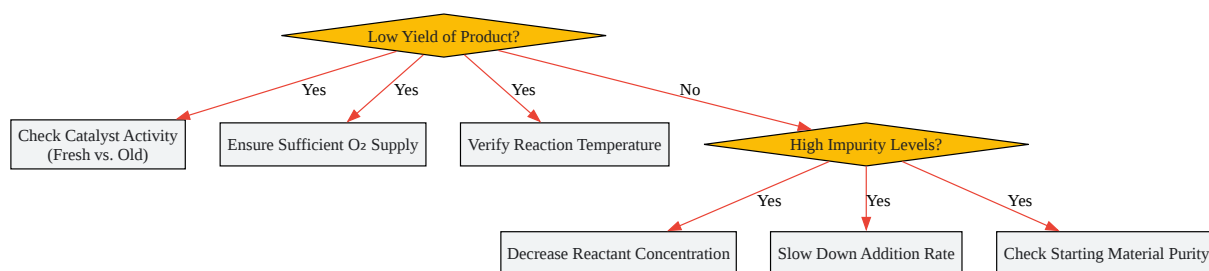 Low Yield of Product?
Yes
Yes
Yes
No
Check Catalyst Activity
(Fresh vs. Old)
Ensure Sufficient O₂ Supply
Verify Reaction Temperature
High Impurity Levels?
Yes
Yes
Yes
Decrease Reactant Concentration
Slow Down Addition Rate
Check Starting Material Purity